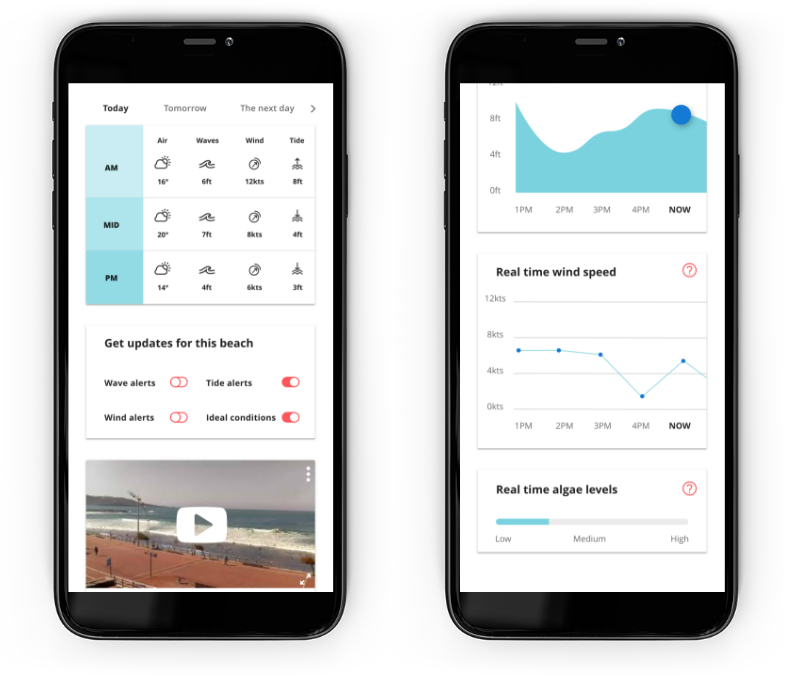 Today Tomorrow The next day
Air Waves Wind Tide
AM
16° 6ft 12kts 8ft
MID
20° 7ft 8kts 4ft
PM
14° 4ft 6kts 3ft
Get updates for this beach
Wave alerts Tide alerts
Wind alerts Ideal conditions
12ft
8ft
4ft
0ft
1PM 2PM 3PM 4PM NOW
Real time wind speed ?
12kts
8kts
4kts
0kts
1PM 2PM 3PM 4PM NOW
Real time algae levels ?
Low Medium High